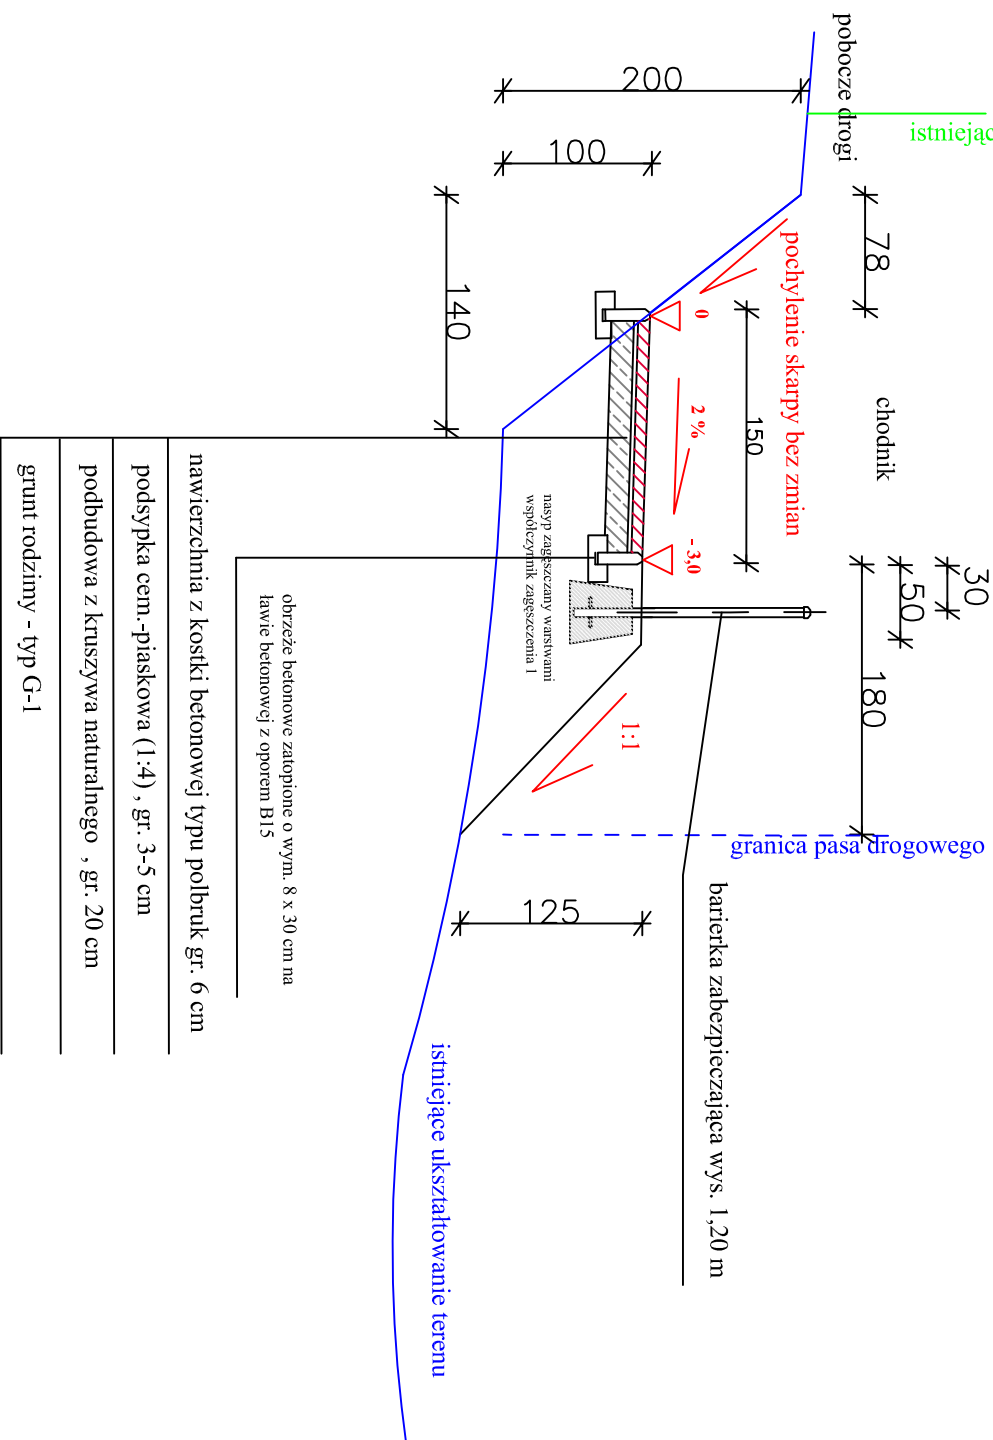 istniejąc
pobocze drogi
200
100
78
30
50
180
chodnik
pochylenie skarpy bez zmian
150
0
2 %
- 3,0
140
1:1
granica pasa drogowego
125
nasyp zagęszczany warstwami
współczynnik zagęszczenia 1
barierka zabezpieczająca wys. 1,20 m
istniejące ukształtowanie terenu
obrzeże betonowe zatopione o wym. 8 x 30 cm na
ławie betonowej z oporem B15
nawierzchnia z kostki betonowej typu polbruk gr. 6 cm
podsypka cem.-piaskowa (1:4) , gr. 3-5 cm
podbudowa z kruszywa naturalnego , gr. 20 cm
grunt rodzimy - typ G-1